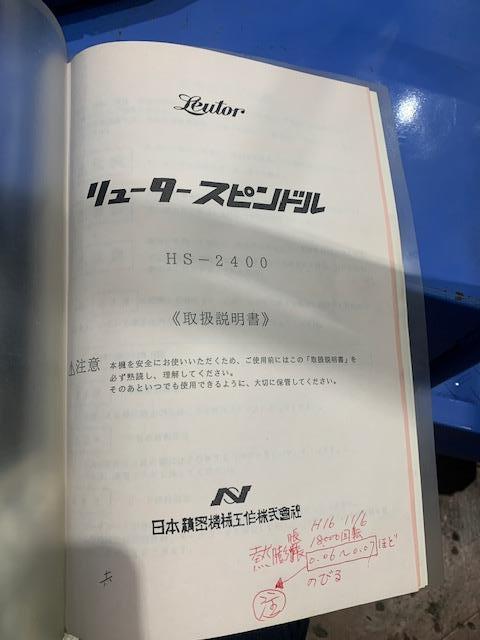 Leutor
リュータースピンドル
HS-2400
《取扱説明書》
⚠注意 本機を安全にお使いいただくため、ご使用前にはこの「取扱説明書」を
必ず熟読し、理解してください。
そのあといつでも使用できるように、大切に保管してください。
N
日本精密機械工作株式會社
H16 11/6
熱膨張 18000回転
0.06~0.07 ほど
のびる
注